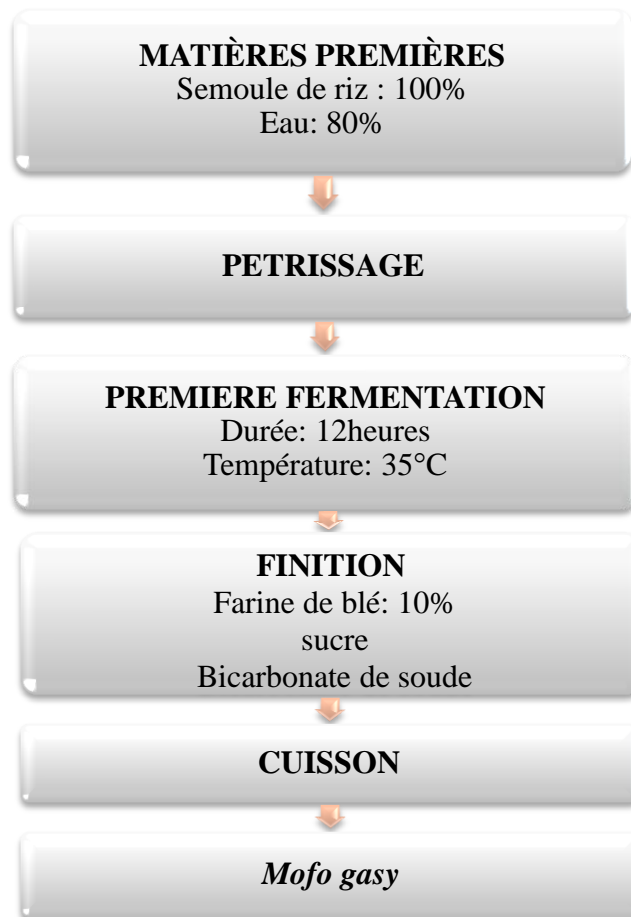 MATIÈRES PREMIÈRES
Semoule de riz : 100%
Eau: 80%
PETRISSAGE
PREMIERE FERMENTATION
Durée: 12heures
Température: 35°C
FINITION
Farine de blé: 10%
sucre
Bicarbonate de soude
CUISSON
Mofo gasy